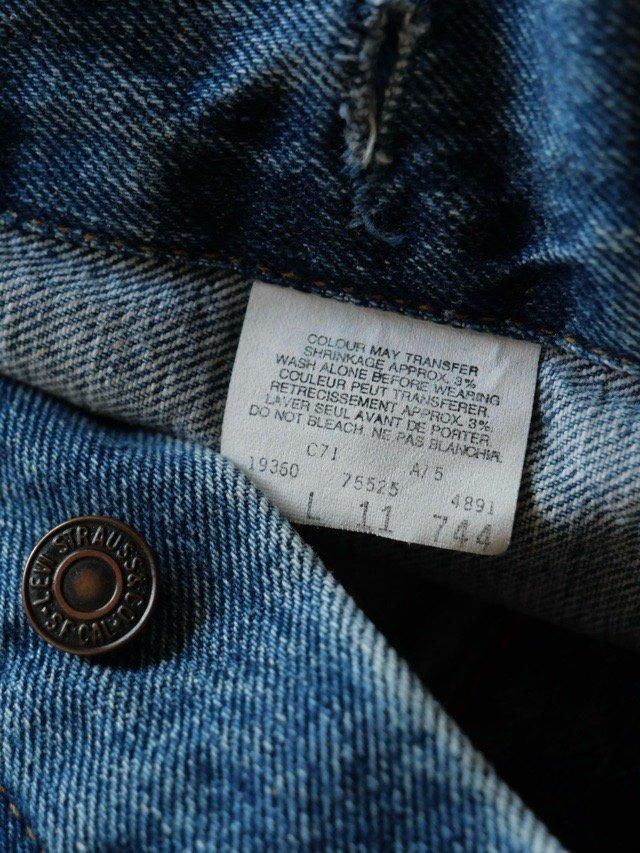 COLOUR MAY TRANSFER
SHRINKAGE APPROX. 3%
WASH ALONE BEFORE WEARING
COULEUR PEUT TRANSFERER
RETRECISSEMENT APPROX. 3%
LAVER SEUL AVANT DE PORTER.
DO NOT BLEACH. NE PAS BLANCHIR.
C71 A/5
19360 75525 4891
L 11 744
LEVI STRAUSS & CO
S.F. CAL.